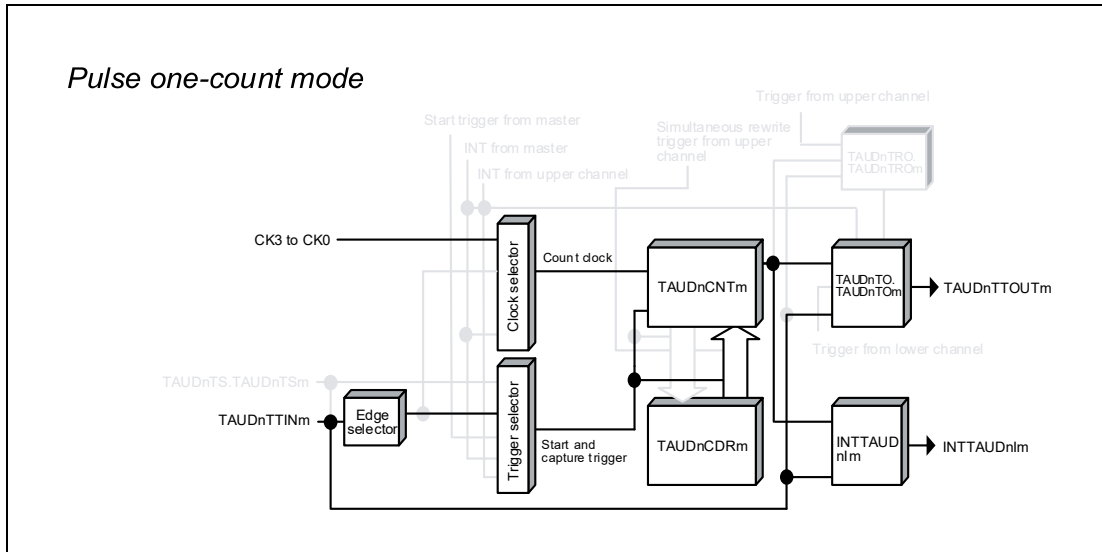 Pulse one-count mode
Trigger from upper channel
Start trigger from master
Simultaneous rewrite
trigger from upper
channel
INT from master
INT from upper channel
TAUDnTRO.
TAUDnTROm
CK3 to CK0
Clock selector
Count clock
TAUDnCNTm
TAUDnTO.
TAUDnTOm
TAUDnTTOUTm
Trigger from lower channel
TAUDnTS.TAUDnTSm
TAUDnTTINm
Edge
selector
Trigger selector
Start and
capture trigger
TAUDnCDRm
INTTAUD
nIm
INTTAUDnIm